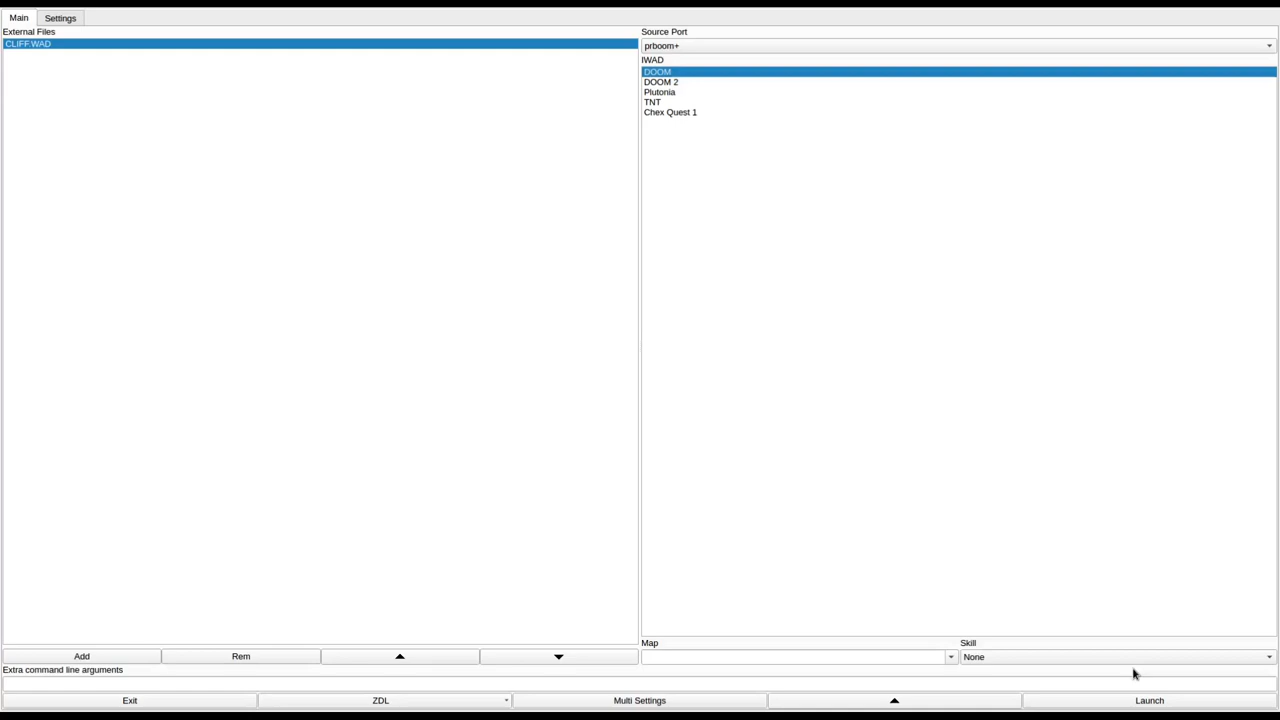 Main Settings
External Files
CLIFF.WAD
Source Port
prboom+
IWAD
DOOM
DOOM 2
Plutonia
TNT
Chex Quest 1
Map Skill
None
Add Rem
Extra command line arguments
Exit ZDL Multi Settings Launch